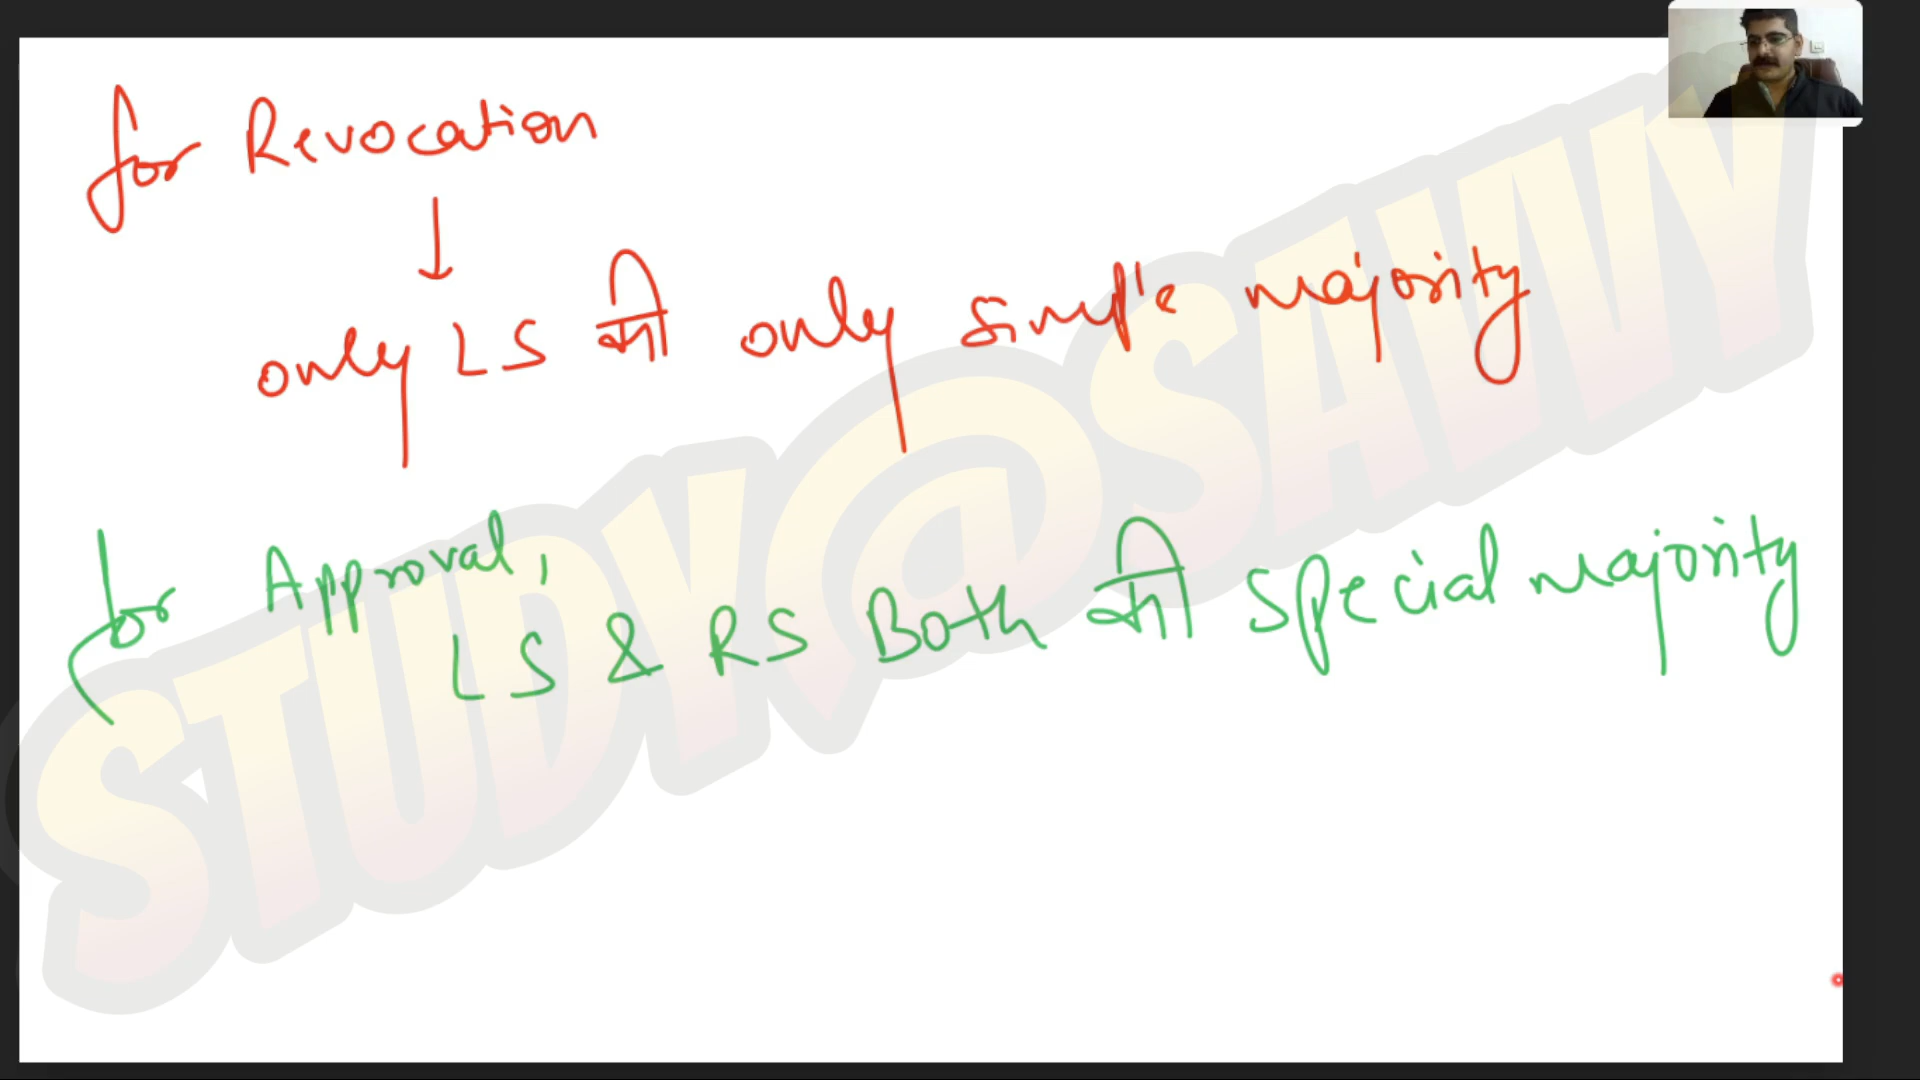 for Revocation
↓
only LS की only simple majority
for Approval,
LS & RS Both की special majority
STUDY@SAVVY